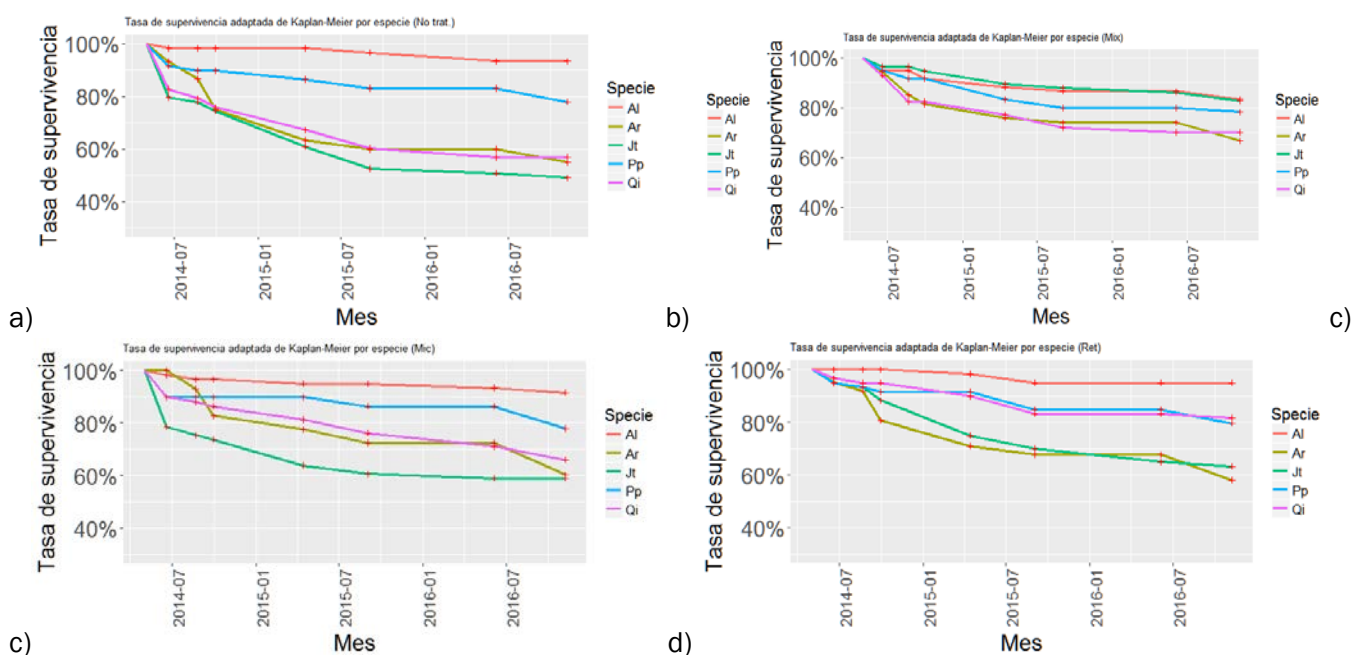 Tasa de supervivencia adaptada de Kaplan-Meier por especie (No trat.)
100%
80%
60%
40%
Tasa de supervivencia
2014-07
2015-01
2015-07
2016-01
2016-07
Mes
Specie
Al
Ar
Jt
Pp
Qi
a)
Tasa de supervivencia adaptada de Kaplan-Meier por especie (Mix)
Specie
Al
Ar
Jt
Pp
Qi
100%
80%
60%
40%
Tasa de supervivencia
2014-07
2015-01
2015-07
2016-01
2016-07
Mes
Specie
Al
Ar
Jt
Pp
Qi
b)
c)
Tasa de supervivencia adaptada de Kaplan-Meier por especie (Mic)
100%
80%
60%
40%
Tasa de supervivencia
2014-07
2015-01
2015-07
2016-01
2016-07
Mes
Specie
Al
Ar
Jt
Pp
Qi
c)
Tasa de supervivencia adaptada de Kaplan-Meier por especie (Ret)
100%
80%
60%
40%
Tasa de supervivencia
2014-07
2015-01
2015-07
2016-01
2016-07
Mes
Specie
Al
Ar
Jt
Pp
Qi
d)